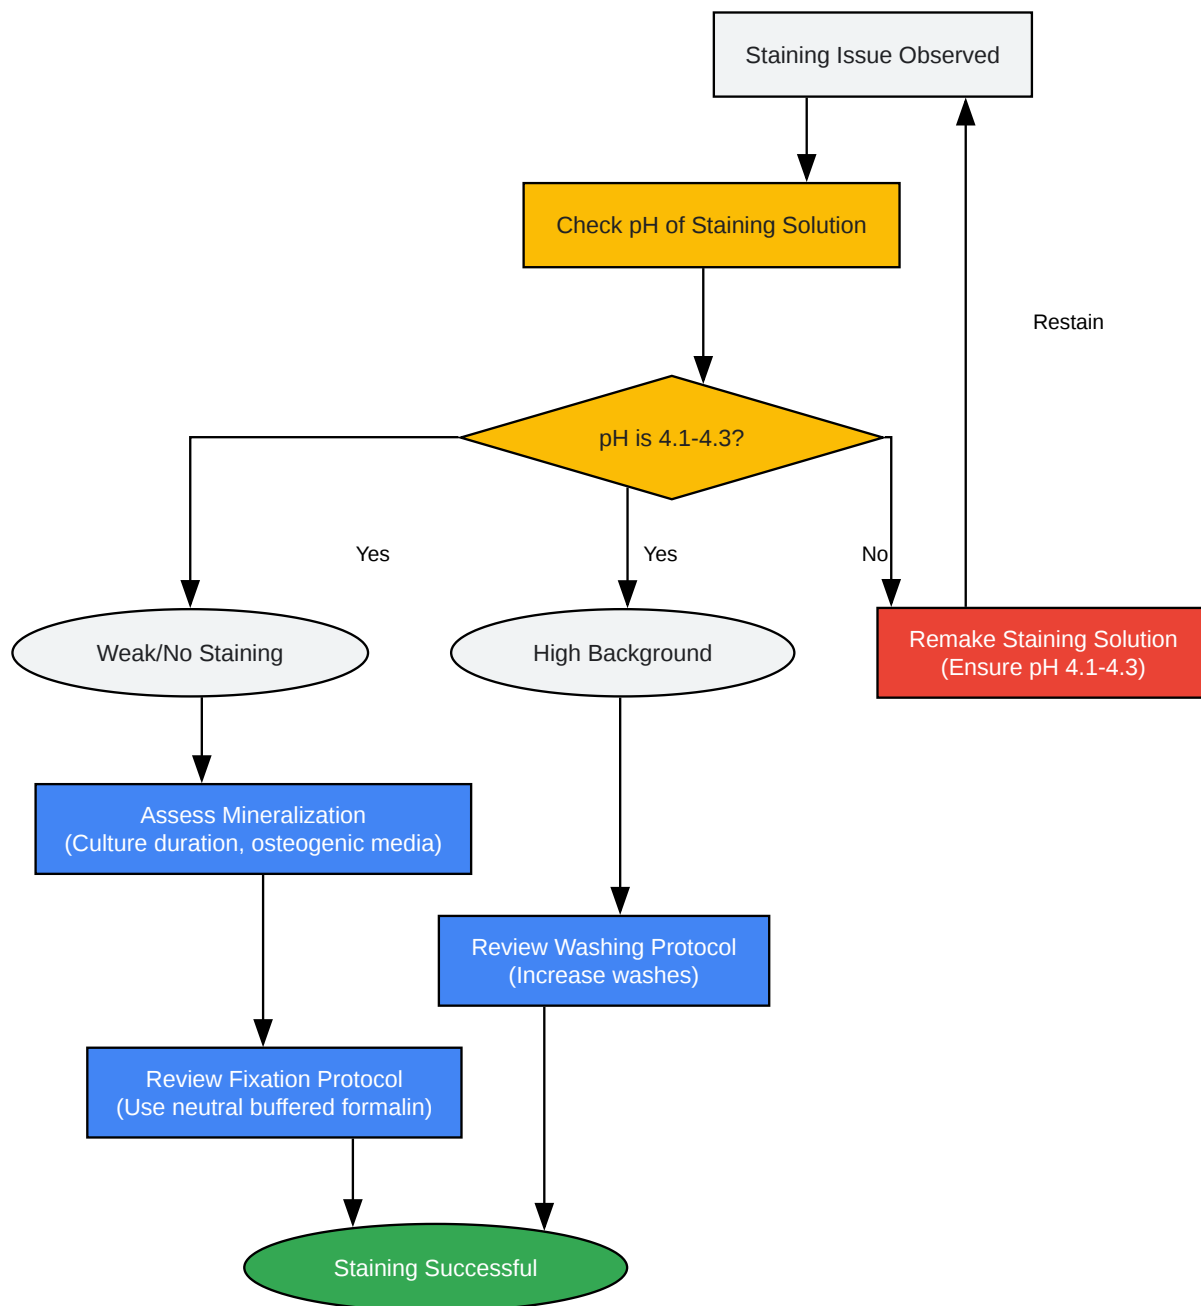 Staining Issue Observed
Check pH of Staining Solution
Restain
pH is 4.1-4.3?
Yes
Yes
No
Weak/No Staining
High Background
Remake Staining Solution
(Ensure pH 4.1-4.3)
Assess Mineralization
(Culture duration, osteogenic media)
Review Washing Protocol
(Increase washes)
Review Fixation Protocol
(Use neutral buffered formalin)
Staining Successful